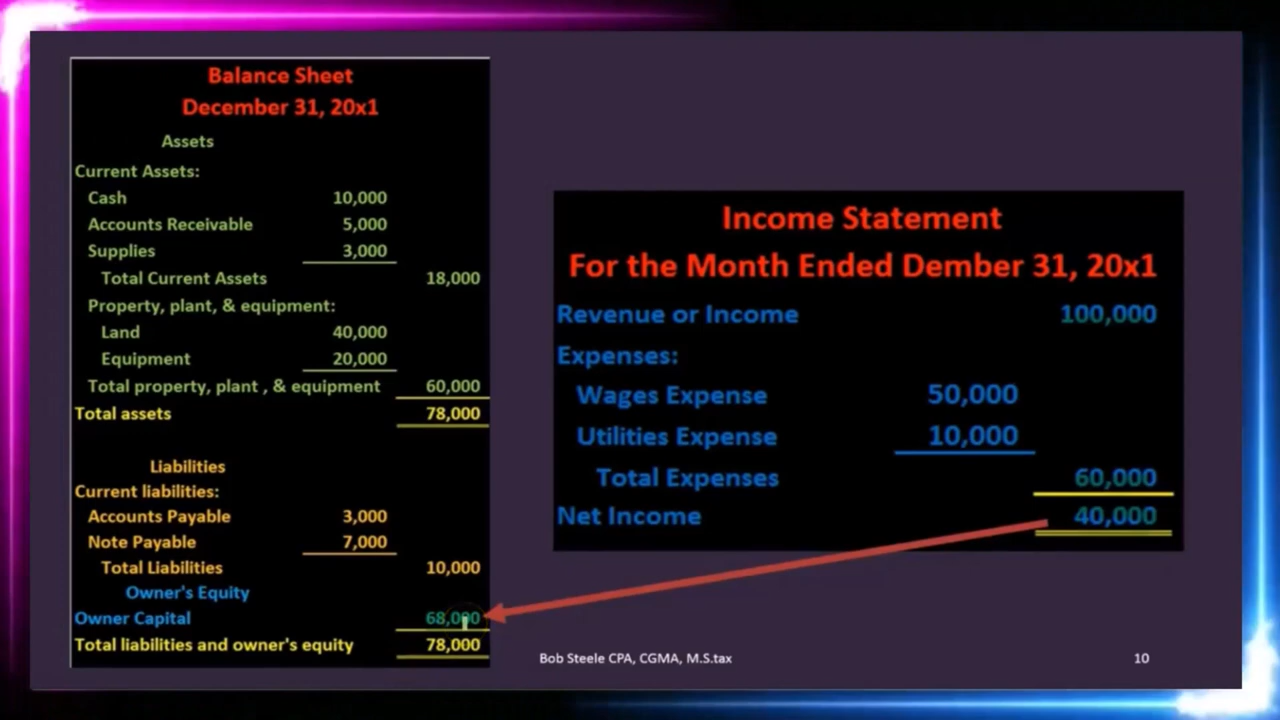 Balance Sheet
December 31, 20x1
Assets
Current Assets:
Cash 10,000
Accounts Receivable 5,000
Supplies 3,000
Total Current Assets 18,000
Property, plant, & equipment:
Land 40,000
Equipment 20,000
Total property, plant , & equipment 60,000
Total assets 78,000
Liabilities
Current liabilities:
Accounts Payable 3,000
Note Payable 7,000
Total Liabilities 10,000
Owner's Equity
Owner Capital 68,000
Total liabilities and owner's equity 78,000
Income Statement
For the Month Ended Dember 31, 20x1
Revenue or Income 100,000
Expenses:
Wages Expense 50,000
Utilities Expense 10,000
Total Expenses 60,000
Net Income 40,000
Bob Steele CPA, CGMA, M.S.tax 10